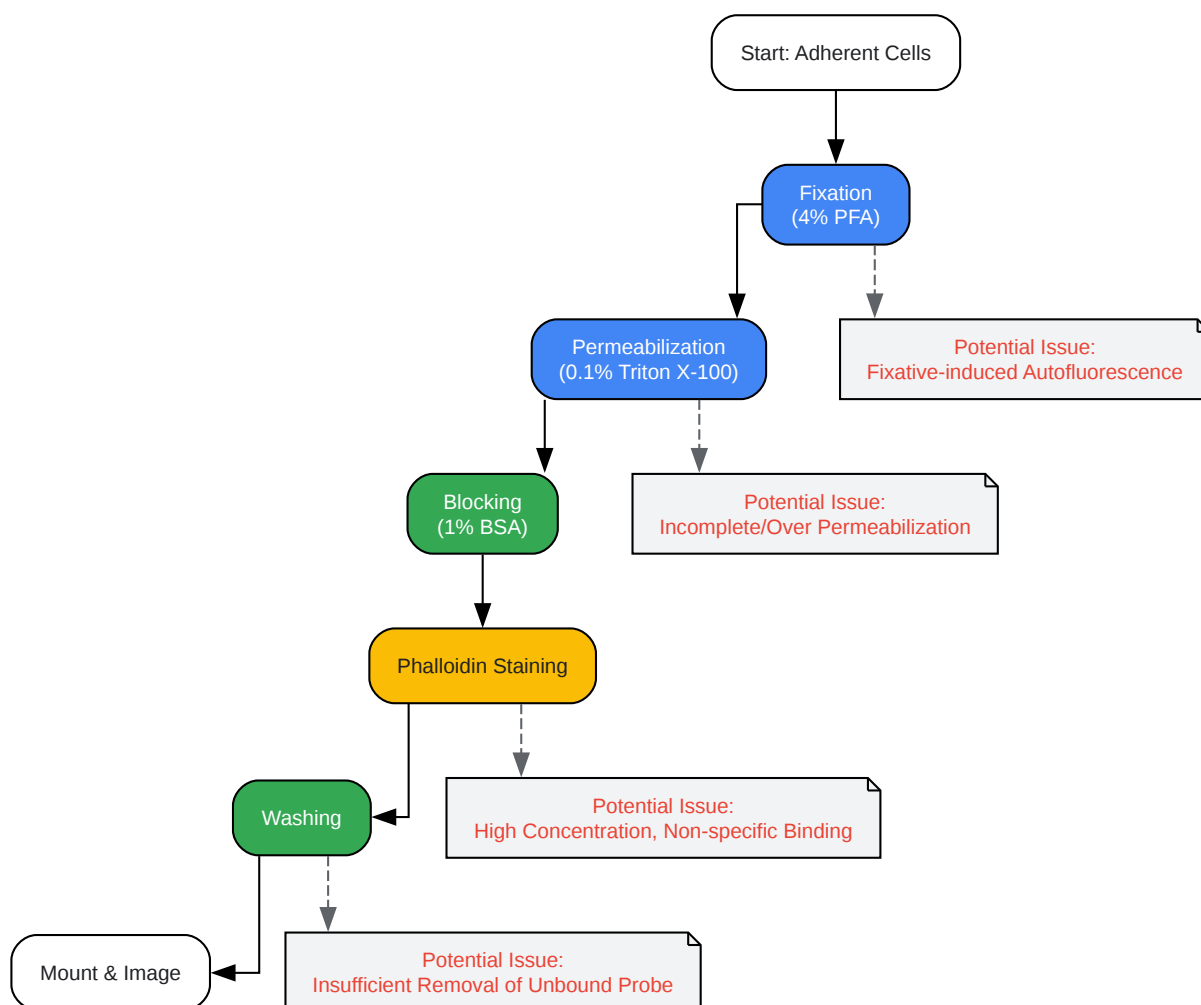 Start: Adherent Cells
Fixation
(4% PFA)
Permeabilization
(0.1% Triton X-100)
Potential Issue:
Fixative-induced Autofluorescence
Blocking
(1% BSA)
Potential Issue:
Incomplete/Over Permeabilization
Phalloidin Staining
Washing
Potential Issue:
High Concentration, Non-specific Binding
Mount & Image
Potential Issue:
Insufficient Removal of Unbound Probe